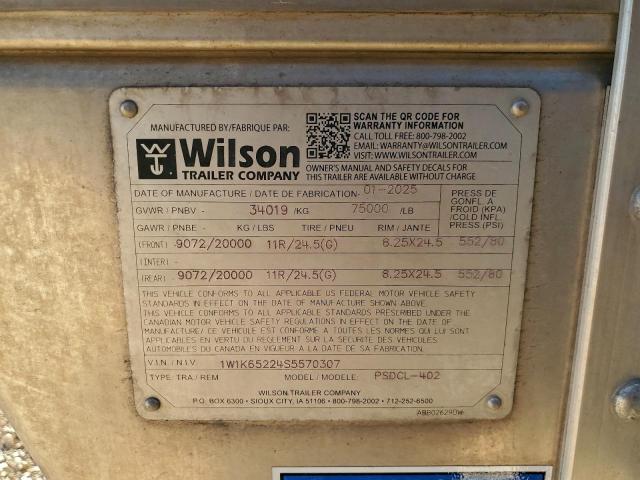 MANUFACTURED BY/FABRIQUE PAR:
WT Wilson
TRAILER COMPANY
SCAN THE QR CODE FOR
WARRANTY INFORMATION
CALL TOLL FREE: 800-798-2002
EMAIL: WARRANTY@WILSONTRAILER.COM
VISIT: WWW.WILSONTRAILER.COM
OWNER'S MANUAL AND SAFETY DECALS FOR
THIS TRAILER ARE AVAILABLE WITHOUT CHARGE
DATE OF MANUFACTURE / DATE DE FABRICATION- 01-2025
GVWR / PNBV - 34019 /KG 75000 /LB
PRESS DE
GONFL. A
FROID (KPA)
/COLD INFL.
PRESS (PSI)
GAWR / PNBE - KG / LBS TIRE / PNEU RIM / JANTE
(FRONT) -9072/20000 11R/24.5(G) 8.25X24.5 552/80
(INTER) -
(REAR) -9072/20000 11R/24.5(G) 8.25X24.5 552/80
THIS VEHICLE CONFORMS TO ALL APPLICABLE US FEDERAL MOTOR VEHICLE SAFETY
STANDARDS IN EFFECT ON THE DATE OF MANUFACTURE SHOWN ABOVE.
THIS VEHICLE CONFORMS TO ALL APPLICABLE STANDARDS PRESCRIBED UNDER THE
CANADIAN MOTOR VEHICLE SAFETY REGULATIONS IN EFFECT ON THE DATE OF
MANUFACTURE/ CE VEHICULE EST CONFORME A TOUTES LES NORMES QUI LUI SONT
APPLICABLES EN VERTU DU REGLEMENT SUR LA SECURITE DES VEHICULES
AUTOMOBILES DU CANADA EN VIGUEUR A LA DATE DE SA FABRICATION.
V.I.N. / N.I.V 1W1K65224S5570307
TYPE: TRA / REM MODEL / MODELE: PSDCL-402
WILSON TRAILER COMPANY
P.O. BOX 6300 • SIOUX CITY, IA 51106 • 800-798-2002 • 712-252-6500